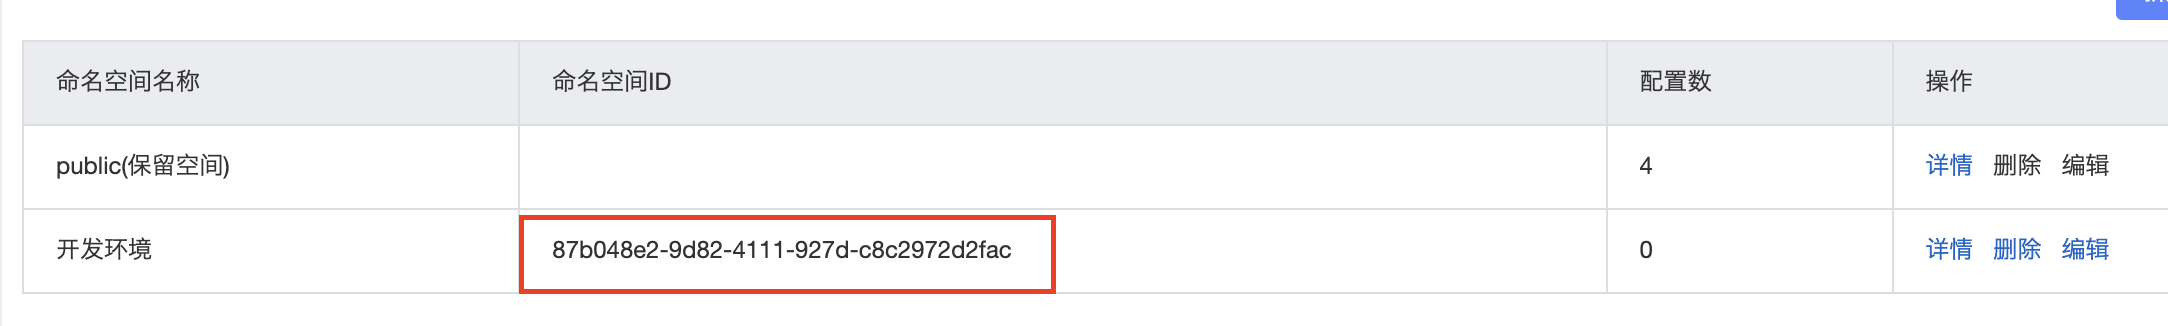 命名空间名称 命名空间ID 配置数 操作
public(保留空间) 4 详情 删除 编辑
开发环境 87b048e2-9d82-4111-927d-c8c2972d2fac 0 详情 删除 编辑